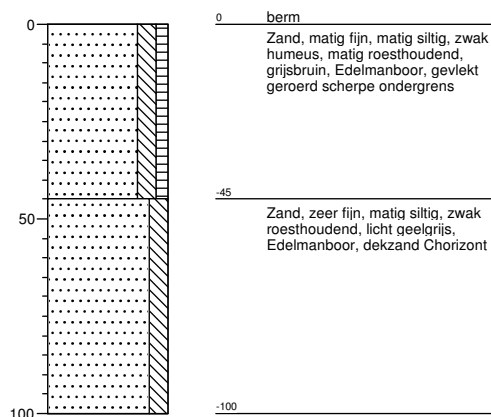 0
0
berm
Zand, matig fijn, matig siltig, zwak
humeus, matig roesthoudend,
grijsbruin, Edelmanboor, gevlekt
geroerd scherpe ondergrens
-45
50
Zand, zeer fijn, matig siltig, zwak
roesthoudend, licht geelgrijs,
Edelmanboor, dekzand Chorizont
100
-100